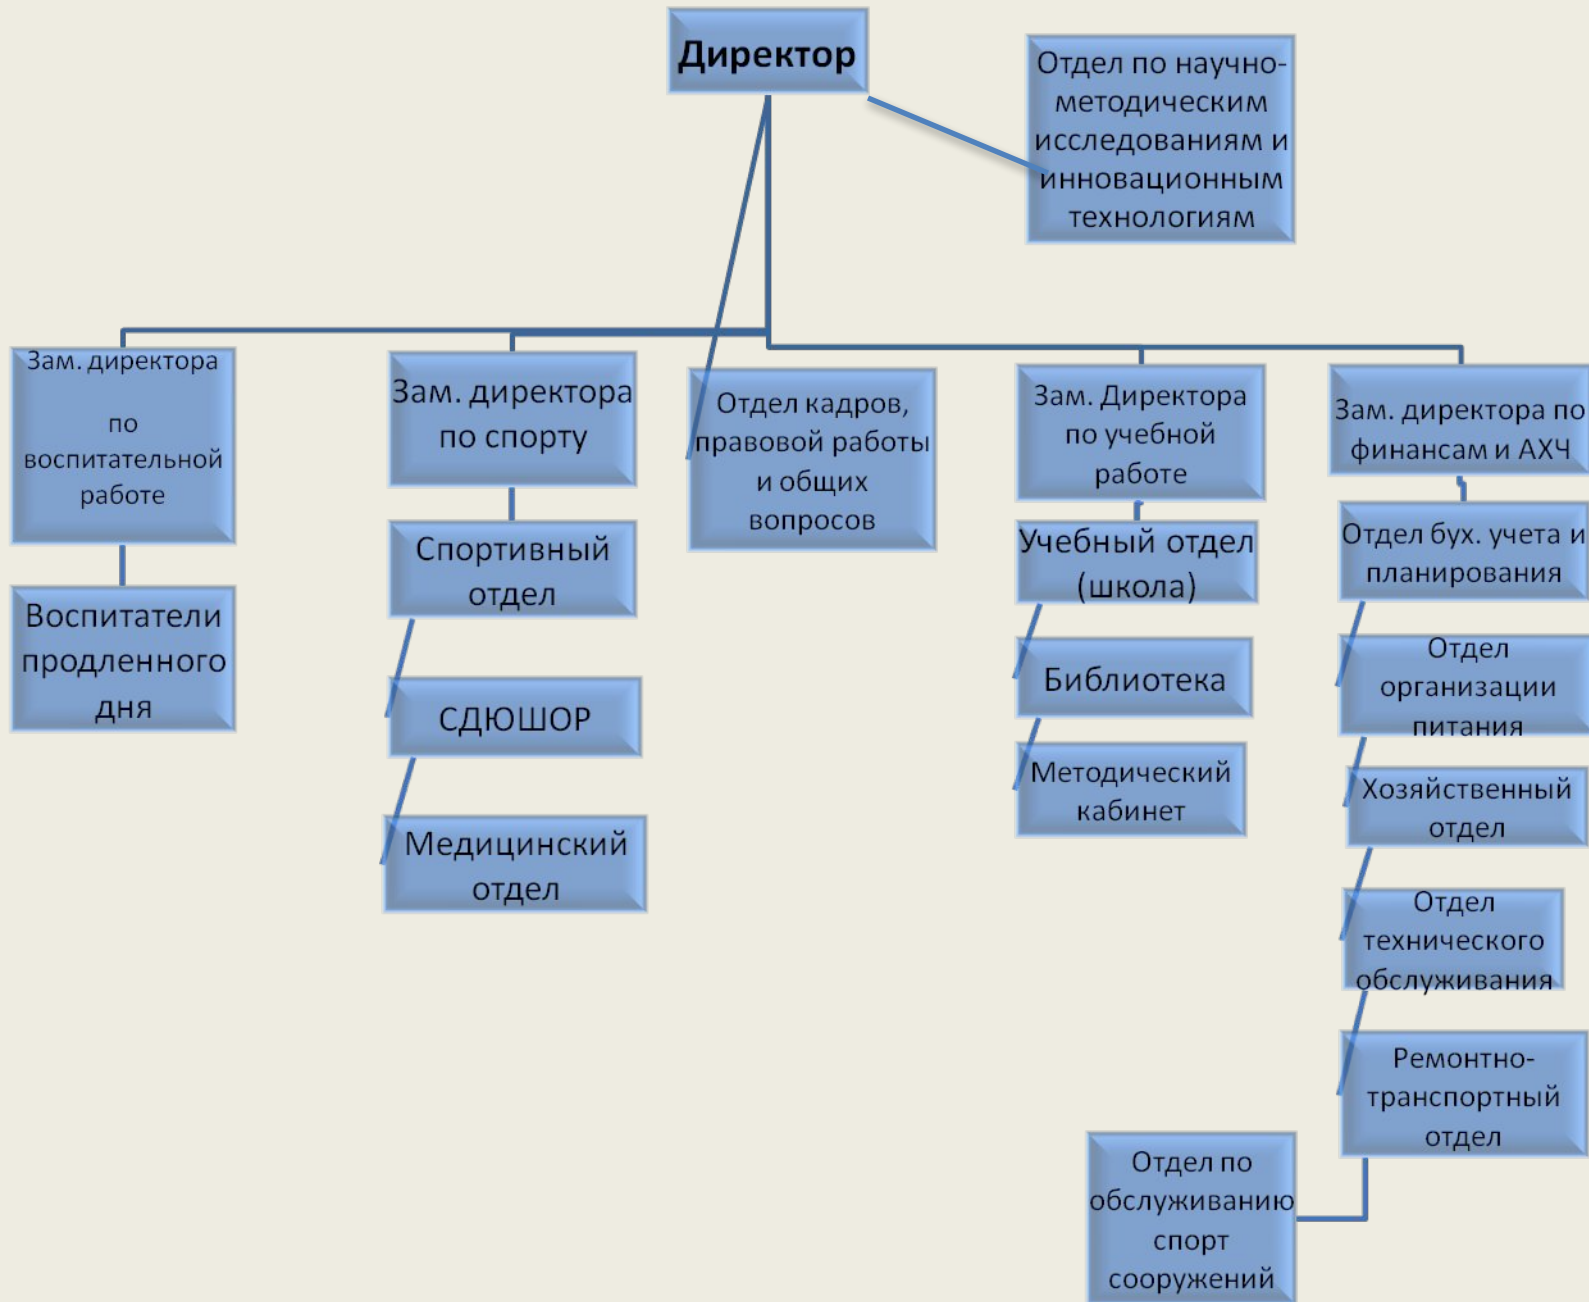 Директор
Отдел по научно-
методическим
исследованиям и
инновационным
технологиям
Зам. директора
по
воспитательной
работе
Воспитатели
продленного
дня
Зам. директора
по спорту
Спортивный
отдел
СДЮШОР
Медицинский
отдел
Отдел кадров,
правовой работы
и общих
вопросов
Зам. Директора
по учебной
работе
Учебный отдел
(школа)
Библиотека
Методический
кабинет
Зам. директора по
финансам и АХЧ
Отдел бух. учета и
планирования
Отдел
организации
питания
Хозяйственный
отдел
Отдел
технического
обслуживания
Ремонтно-
транспортный
отдел
Отдел по
обслуживанию
спорт
сооружений